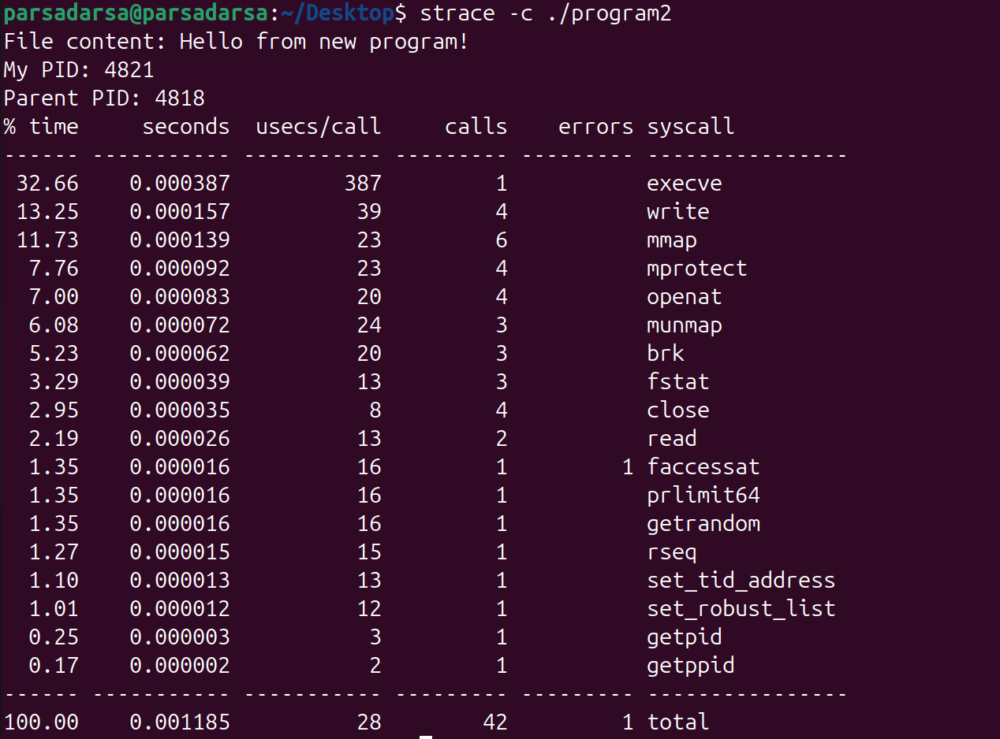 parsadarsa@parsadarsa:~/Desktop$ strace -c ./program2
File content: Hello from new program!
My PID: 4821
Parent PID: 4818
% time     seconds  usecs/call     calls    errors syscall
------ ----------- ----------- --------- --------- ----------------
 32.66    0.000387         387         1           execve
 13.25    0.000157          39         4           write
 11.73    0.000139          23         6           mmap
  7.76    0.000092          23         4           mprotect
  7.00    0.000083          20         4           openat
  6.08    0.000072          24         3           munmap
  5.23    0.000062          20         3           brk
  3.29    0.000039          13         3           fstat
  2.95    0.000035           8         4           close
  2.19    0.000026          13         2           read
  1.35    0.000016          16         1         1 faccessat
  1.35    0.000016          16         1           prlimit64
  1.35    0.000016          16         1           getrandom
  1.27    0.000015          15         1           rseq
  1.10    0.000013          13         1           set_tid_address
  1.01    0.000012          12         1           set_robust_list
  0.25    0.000003           3         1           getpid
  0.17    0.000002           2         1           getppid
------ ----------- ----------- --------- --------- ----------------
100.00    0.001185          28        42         1 total